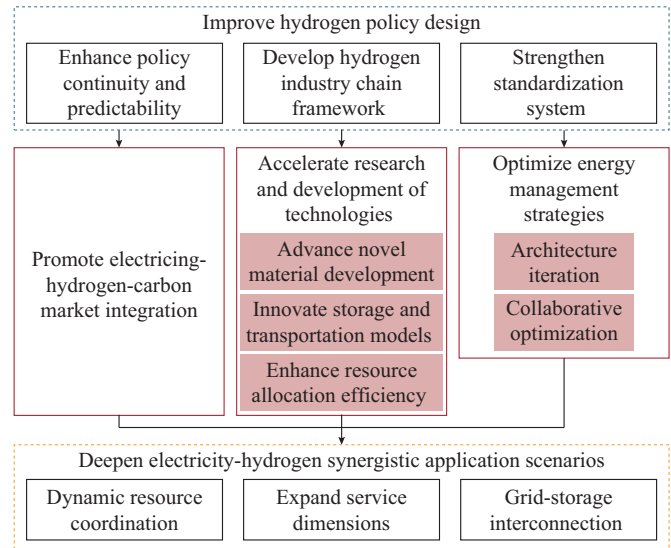 Improve hydrogen policy design
Enhance policy
continuity and
predictability
Develop hydrogen
industry chain
framework
Strengthen
standardization
system
Promote electricing-
hydrogen-carbon
market integration
Accelerate research
and development of
technologies
Advance novel
material development
Innovate storage and
transportation models
Enhance resource
allocation efficiency
Optimize energy
management
strategies
Architecture
iteration
Collaborative
optimization
Deepen electricity-hydrogen synergistic application scenarios
Dynamic resource
coordination
Expand service
dimensions
Grid-storage
interconnection